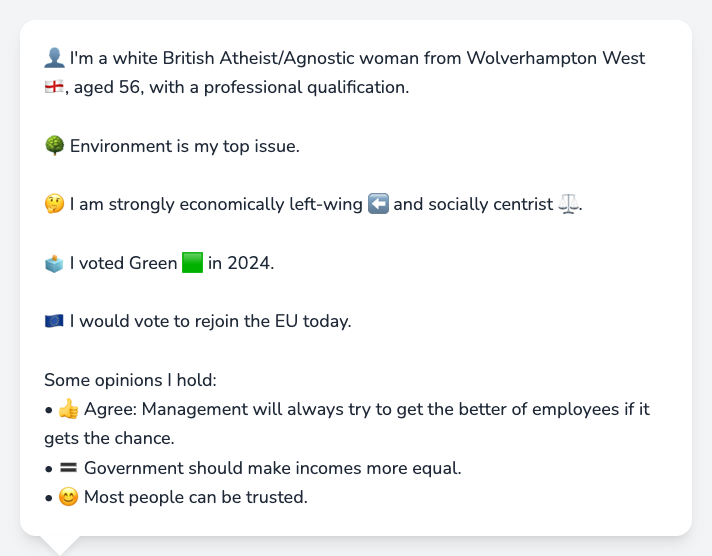 👤 I'm a white British Atheist/Agnostic woman from Wolverhampton West
🏴󠁧󠁢󠁥󠁮󠁧󠁿, aged 56, with a professional qualification.
🌳 Environment is my top issue.
🤔 I am strongly economically left-wing ⬅️ and socially centrist ⚖️.
🗳️ I voted Green 🟩 in 2024.
🇪🇺 I would vote to rejoin the EU today.
Some opinions I hold:
• 👍 Agree: Management will always try to get the better of employees if it
gets the chance.
• 🟰 Government should make incomes more equal.
• 😊 Most people can be trusted.